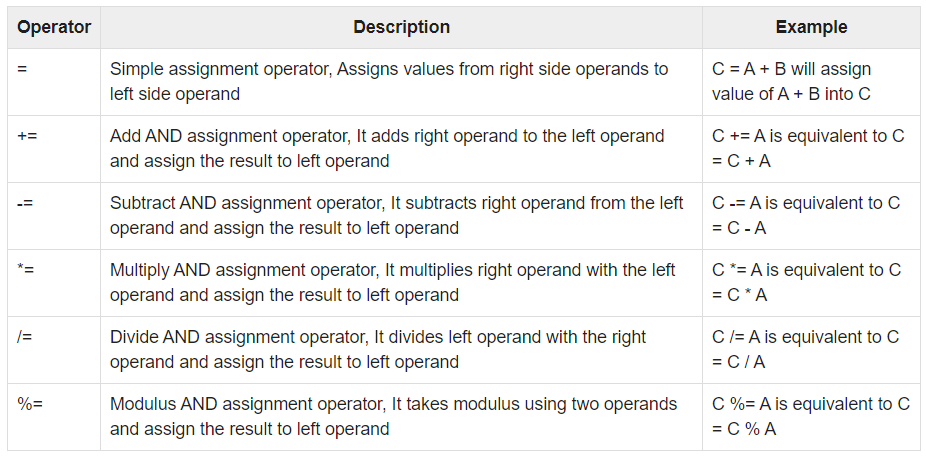 Operator Description Example
= Simple assignment operator, Assigns values from right side operands to C = A + B will assign
left side operand value of A + B into C
+= Add AND assignment operator, It adds right operand to the left operand C += A is equivalent to C
and assign the result to left operand = C + A
-= Subtract AND assignment operator, It subtracts right operand from the left C -= A is equivalent to C
operand and assign the result to left operand = C - A
*= Multiply AND assignment operator, It multiplies right operand with the left C *= A is equivalent to C
operand and assign the result to left operand = C * A
/= Divide AND assignment operator, It divides left operand with the right C /= A is equivalent to C
operand and assign the result to left operand = C / A
%= Modulus AND assignment operator, It takes modulus using two operands C %= A is equivalent to C
and assign the result to left operand = C % A